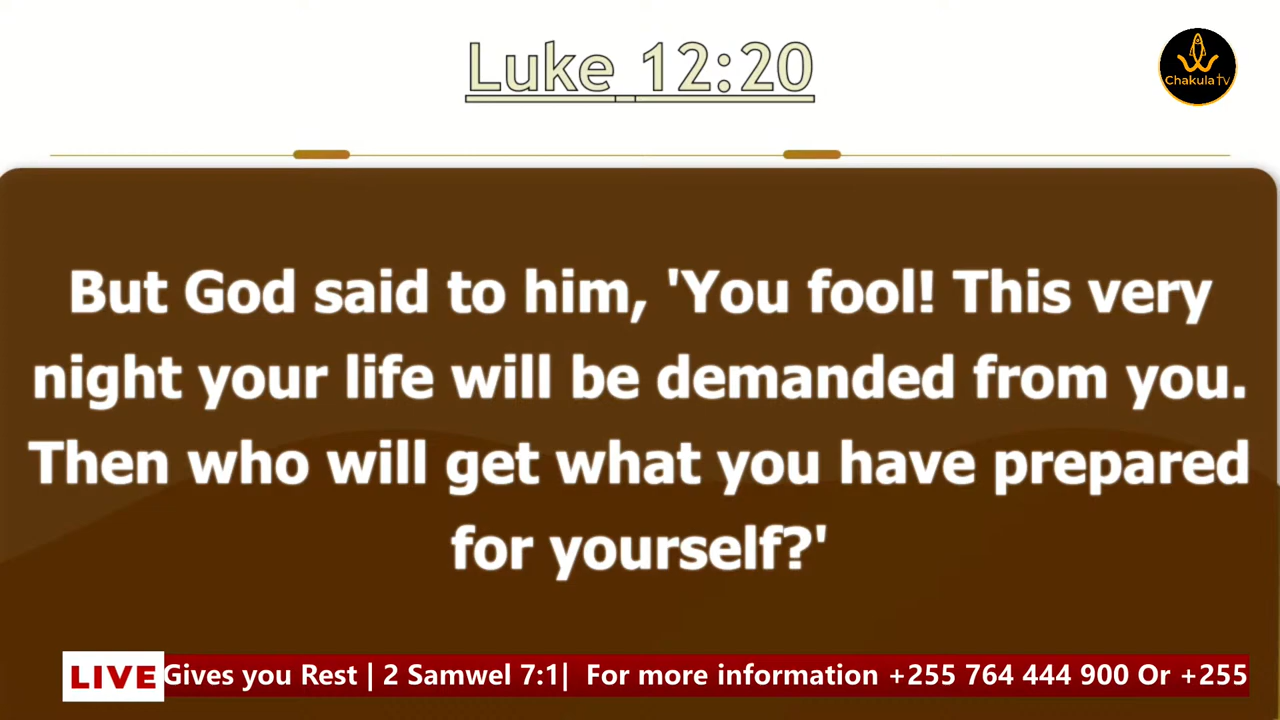 Luke 12:20
Chakula TV
But God said to him, 'You fool! This very
night your life will be demanded from you.
Then who will get what you have prepared
for yourself?'
LIVE Gives you Rest | 2 Samwel 7:1| For more information +255 764 444 900 Or +255